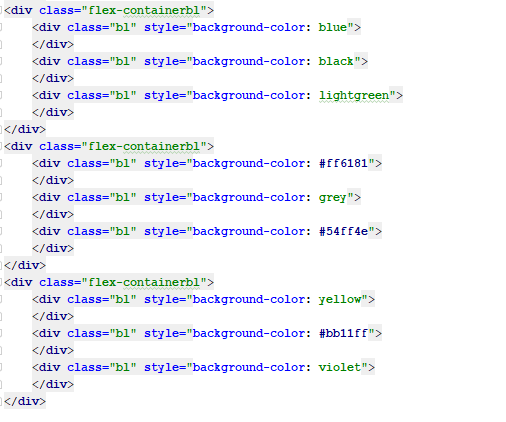 <div class="flex-containerbl">
<div class="bl" style="background-color: blue">
</div>
<div class="bl" style="background-color: black">
</div>
<div class="bl" style="background-color: lightgreen">
</div>
</div>
<div class="flex-containerbl">
<div class="bl" style="background-color: #ff6181">
</div>
<div class="bl" style="background-color: grey">
</div>
<div class="bl" style="background-color: #54ff4e">
</div>
</div>
<div class="flex-containerbl">
<div class="bl" style="background-color: yellow">
</div>
<div class="bl" style="background-color: #bb11ff">
</div>
<div class="bl" style="background-color: violet">
</div>
</div>